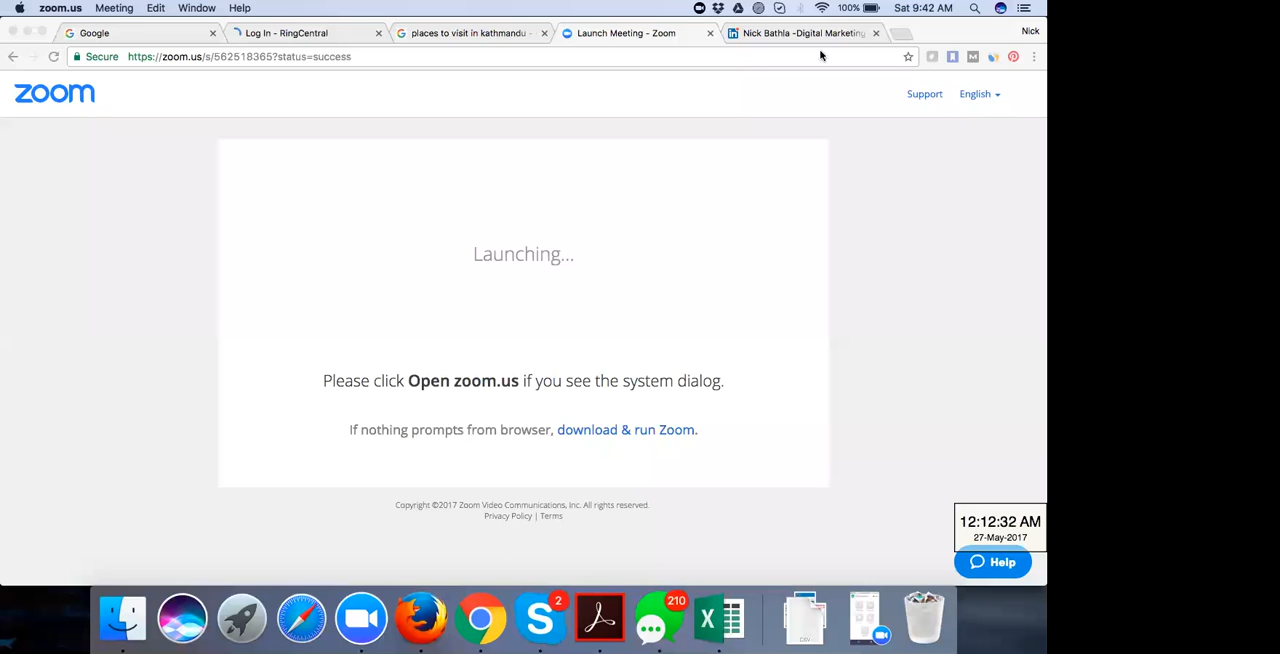 zoom.us Meeting Edit Window Help 100% Sat 9:42 AM
Google Log In - RingCentral places to visit in kathmandu - Launch Meeting - Zoom Nick Bathla -Digital Marketing Nick
Secure https://zoom.us/s/562518365?status=success
zoom Support English
Launching...
Please click Open zoom.us if you see the system dialog.
If nothing prompts from browser, download & run Zoom.
Copyright ©2017 Zoom Video Communications, Inc. All rights reserved.
Privacy Policy | Terms
12:12:32 AM
27-May-2017
Help
2
210
CSV